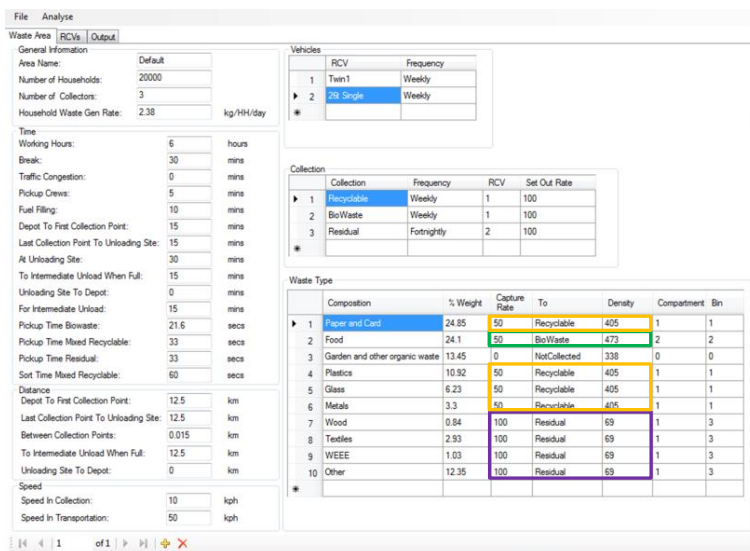 File Analyse
Waste Area RCVs Output
General Information
Area Name: Default
Number of Households: 20000
Number of Collectors: 3
Household Waste Gen Rate: 2.38 kg/HH/day
Time
Working Hours: 6 hours
Break: 30 mins
Traffic Congestion: 0 mins
Pickup Crews: 5 mins
Fuel Filling: 10 mins
Depot To First Collection Point: 15 mins
Last Collection Point To Unloading Site: 15 mins
At Unloading Site: 30 mins
To Intermediate Unload When Full: 15 mins
Unloading Site To Depot: 0 mins
For Intermediate Unload: 15 mins
Pickup Time Biowaste: 21.6 secs
Pickup Time Mixed Recyclable: 33 secs
Pickup Time Residual: 33 secs
Sort Time Mixed Recyclable: 60 secs
Distance
Depot To First Collection Point: 12.5 km
Last Collection Point To Unloading Site: 12.5 km
Between Collection Points: 0.015 km
To Intermediate Unload When Full: 12.5 km
Unloading Site To Depot: 0 km
Speed
Speed In Collection: 10 kph
Speed In Transportation: 50 kph
1 of 1
Vehicles
RCV Frequency
1 Twin1 Weekly
2 26t Single Weekly
Collection
Collection Frequency RCV Set Out Rate
1 Recyclable Weekly 1 100
2 BioWaste Weekly 1 100
3 Residual Fortnightly 2 100
Waste Type
Composition % Weight Capture Rate To Density Compartment Bin
1 Paper and Card 24.85 50 Recyclable 405 1 1
2 Food 24.1 50 BioWaste 473 2 2
3 Garden and other organic waste 13.45 0 NotCollected 338 0 0
4 Plastics 10.92 50 Recyclable 405 1 1
5 Glass 6.23 50 Recyclable 405 1 1
6 Metals 3.3 50 Recyclable 405 1 1
7 Wood 0.84 100 Residual 69 1 3
8 Textiles 2.93 100 Residual 69 1 3
9 WEEE 1.03 100 Residual 69 1 3
10 Other 12.35 100 Residual 69 1 3